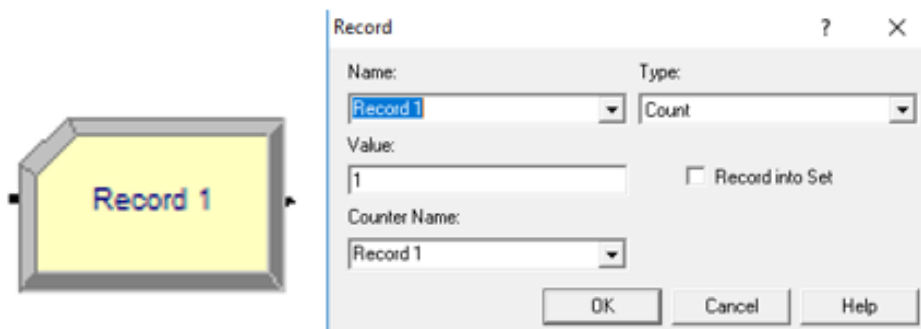 Record 1
Record ? X
Name: Type:
Record 1 Count
Value:
1 Record into Set
Counter Name:
Record 1
OK Cancel Help